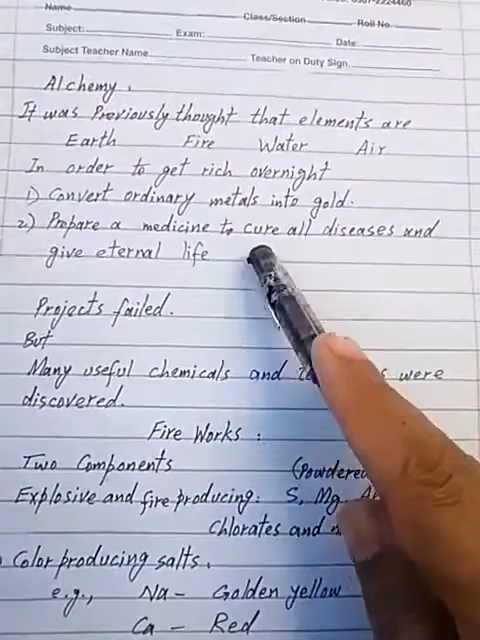 0301-2224460
Name
Class/Section
Roll No.
Subject:
Exam:
Date
Subject Teacher Name
Teacher on Duty Sign.
Alchemy.
It was Previously thought that elements are
Earth Fire Water Air
In order to get rich overnight
1) Convert ordinary metals into gold.
2.) Prepare a medicine to cure all diseases and
give eternal life
Projects failed.
But
Many useful chemicals and were
discovered.
Fire Works :
Two Components
Explosive and fire producing: (Powdered S, Mg,
Chlorates and
Color producing salts.
e.g., Na - Golden yellow
Ca - Red